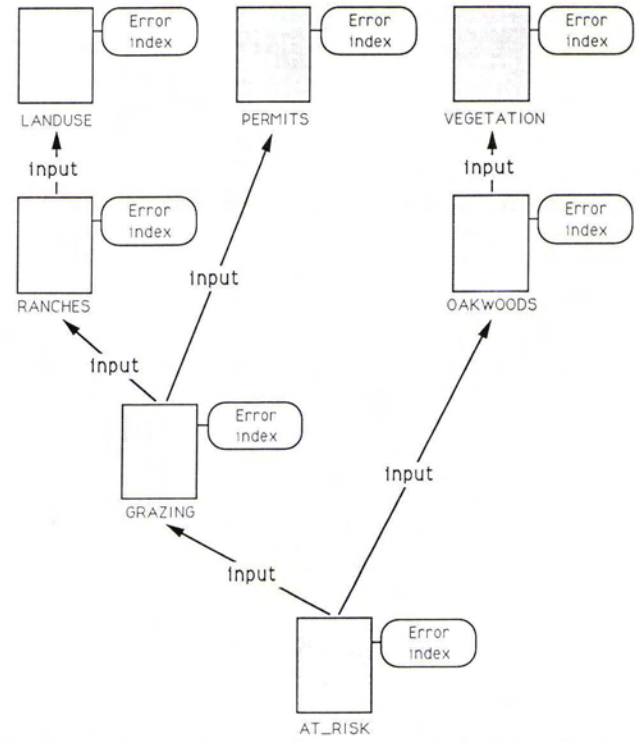 Error
index
Error
index
Error
index
LANDUSE
PERMITS
VEGETATION
input
input
Error
index
Error
index
RANCHES
input
OAKWOODS
input
Error
index
GRAZING
input
input
Error
index
AT_RISK